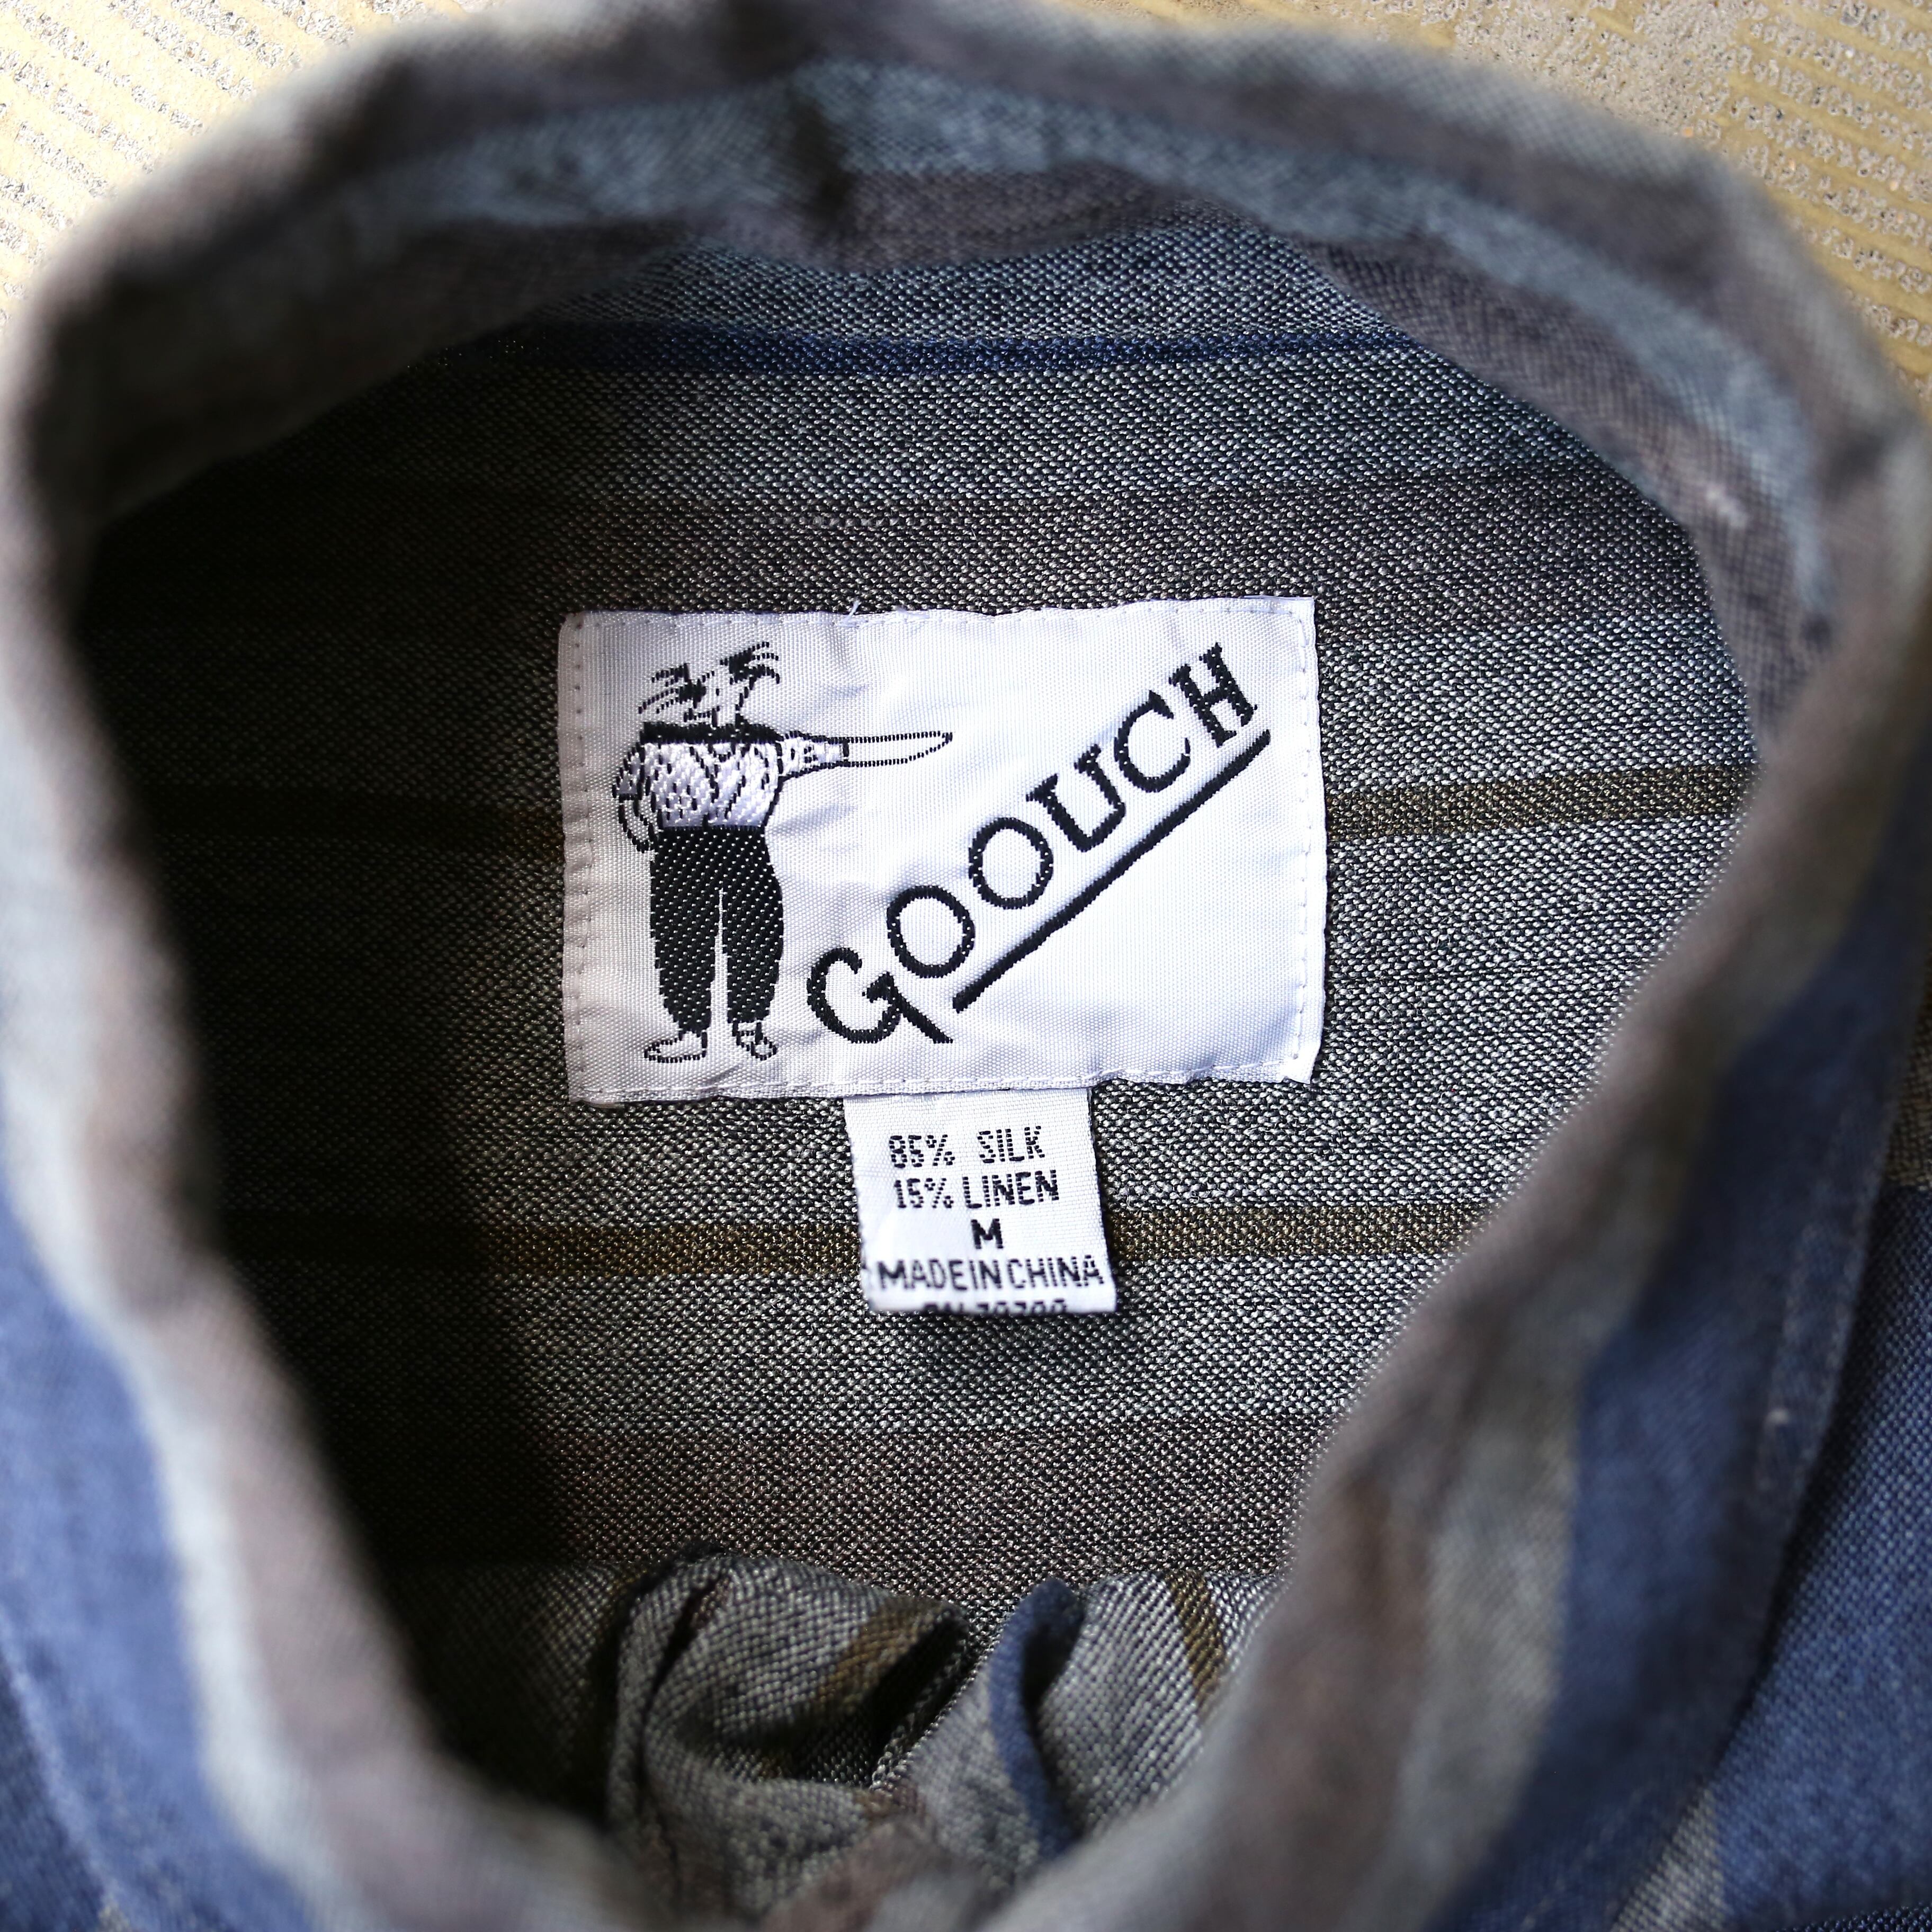 GOOUCH
85% SILK
15% LINEN
M
MADE IN CHINA